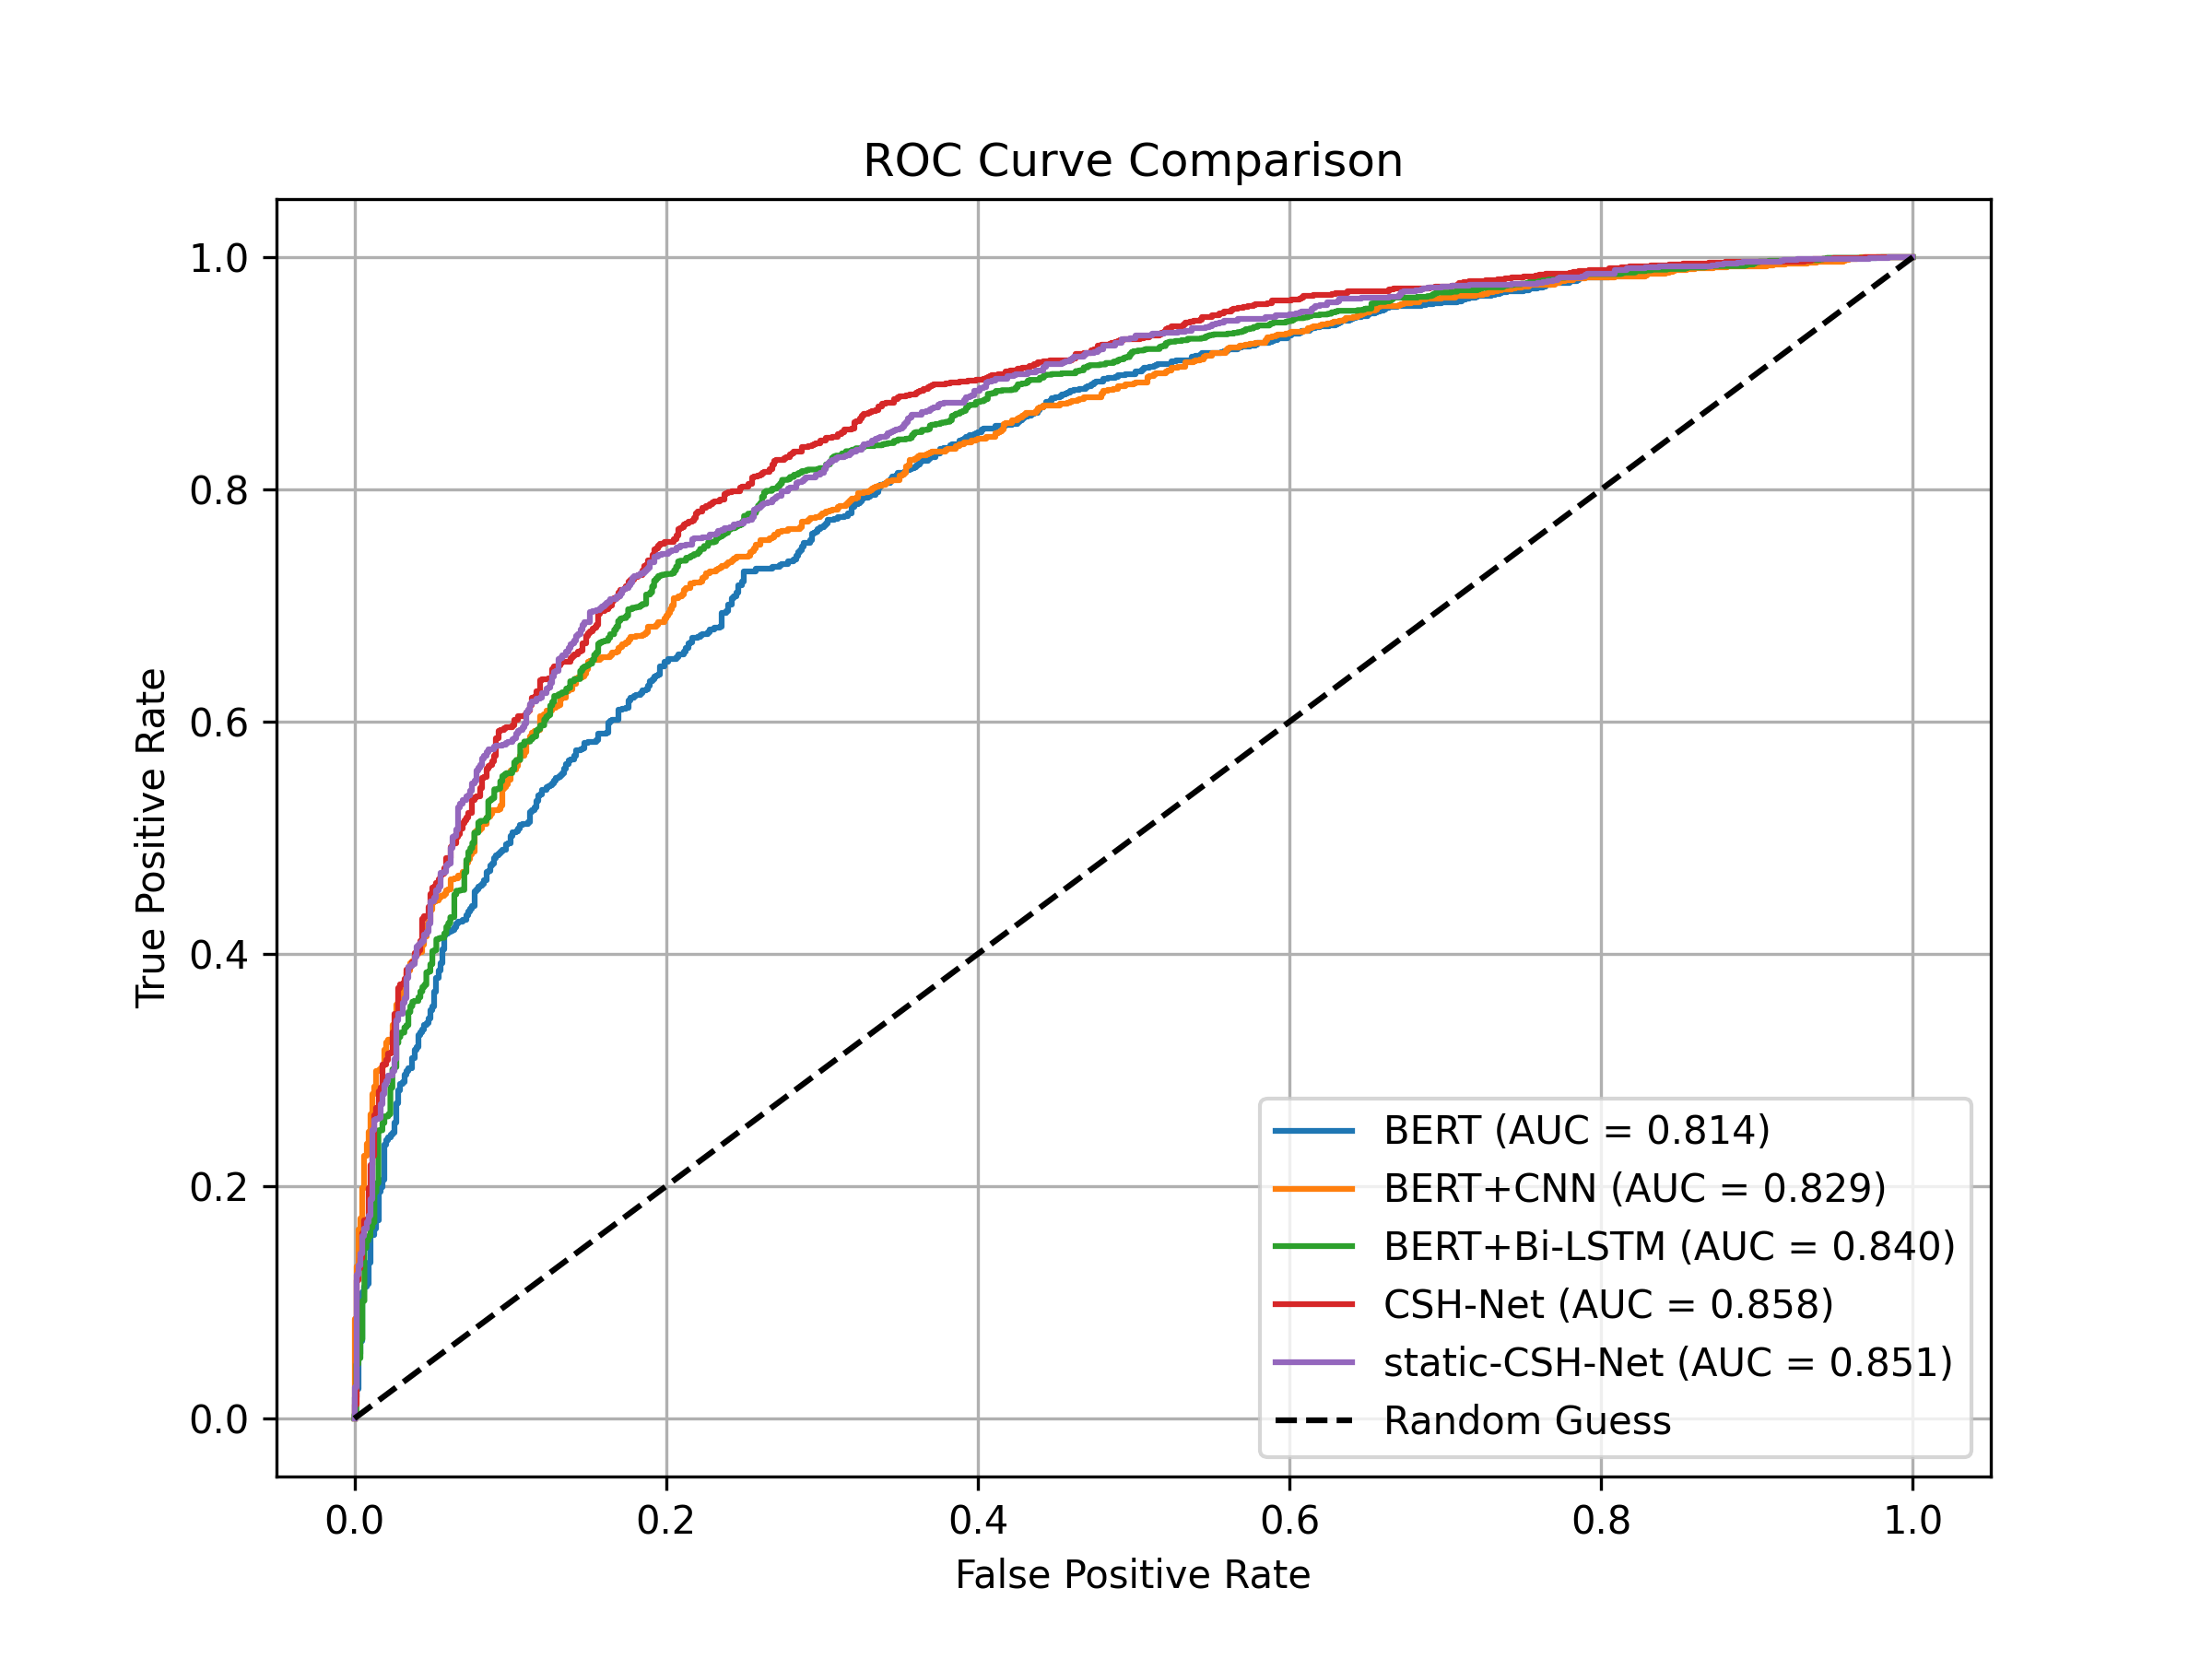 ROC Curve Comparison
True Positive Rate
1.0
0.8
0.6
0.4
0.2
0.0
BERT (AUC = 0.814)
BERT+CNN (AUC = 0.829)
BERT+Bi-LSTM (AUC = 0.840)
CSH-Net (AUC = 0.858)
static-CSH-Net (AUC = 0.851)
Random Guess
0.0 0.2 0.4 0.6 0.8 1.0
False Positive Rate